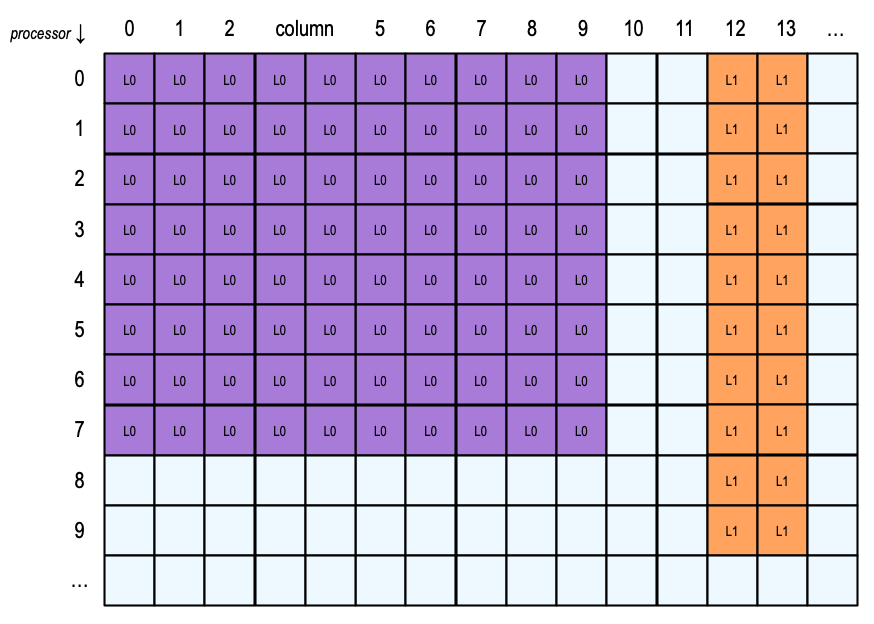 processor ↓ 0 1 2 column 5 6 7 8 9 10 11 12 13 ...
0 L0 L0 L0 L0 L0 L0 L0 L0 L0 L0 L1 L1
1 L0 L0 L0 L0 L0 L0 L0 L0 L0 L0 L1 L1
2 L0 L0 L0 L0 L0 L0 L0 L0 L0 L0 L1 L1
3 L0 L0 L0 L0 L0 L0 L0 L0 L0 L0 L1 L1
4 L0 L0 L0 L0 L0 L0 L0 L0 L0 L0 L1 L1
5 L0 L0 L0 L0 L0 L0 L0 L0 L0 L0 L1 L1
6 L0 L0 L0 L0 L0 L0 L0 L0 L0 L0 L1 L1
7 L0 L0 L0 L0 L0 L0 L0 L0 L0 L0 L1 L1
8 L1 L1
9 L1 L1
...